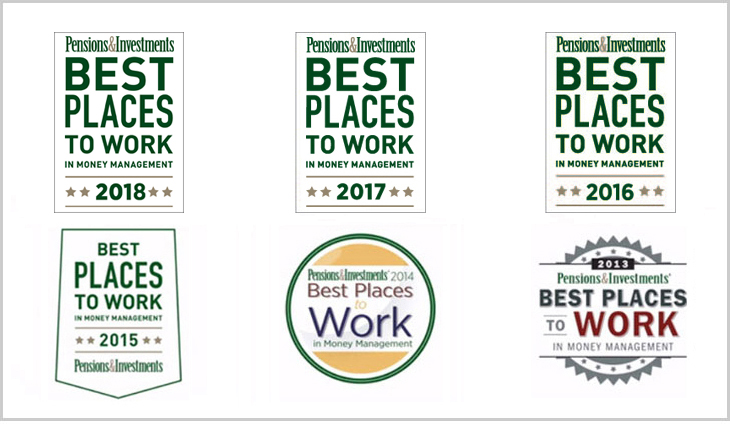 Pensions&Investments
BEST
PLACES
TO WORK
IN MONEY MANAGEMENT
2018
Pensions&Investments
BEST
PLACES
TO WORK
IN MONEY MANAGEMENT
2017
Pensions&Investments
BEST
PLACES
TO WORK
IN MONEY MANAGEMENT
2016
BEST
PLACES
TO WORK
IN MONEY MANAGEMENT
2015
Pensions&Investments
Pensions&Investments' 2014
Best Places
to
Work
in Money Management
2013
Pensions&Investments'
BEST PLACES
TO WORK
IN MONEY MANAGEMENT